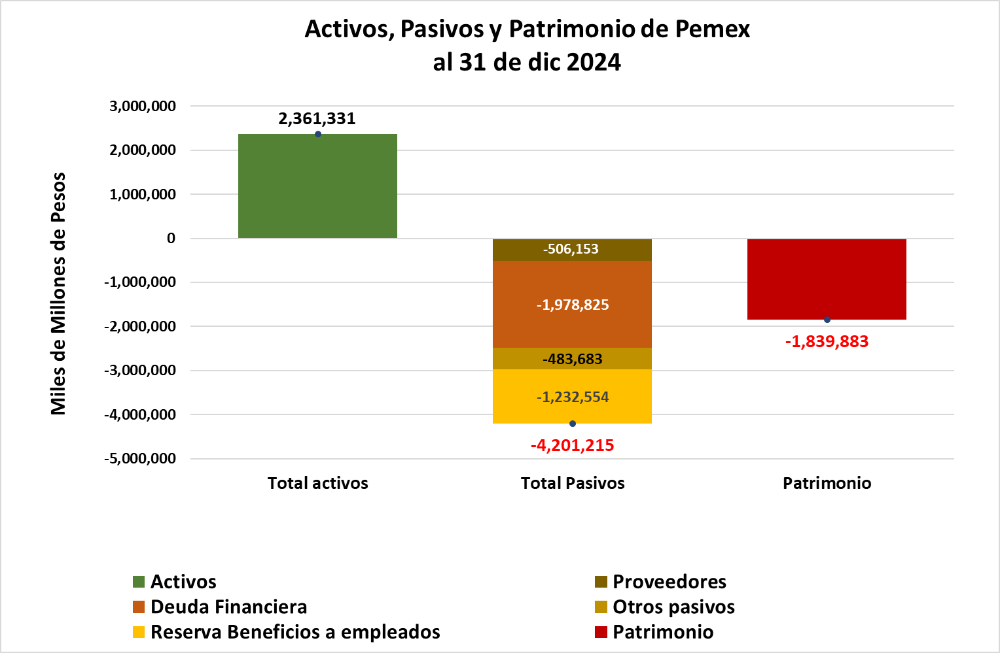 Activos, Pasivos y Patrimonio de Pemex
al 31 de dic 2024
Miles de Millones de Pesos
3,000,000
2,000,000
1,000,000
0
-1,000,000
-2,000,000
-3,000,000
-4,000,000
-5,000,000
2,361,331
-506,153
-1,978,825
-483,683
-1,232,554
-4,201,215
-1,839,883
Total activos
Total Pasivos
Patrimonio
Activos
Proveedores
Deuda Financiera
Otros pasivos
Reserva Beneficios a empleados
Patrimonio